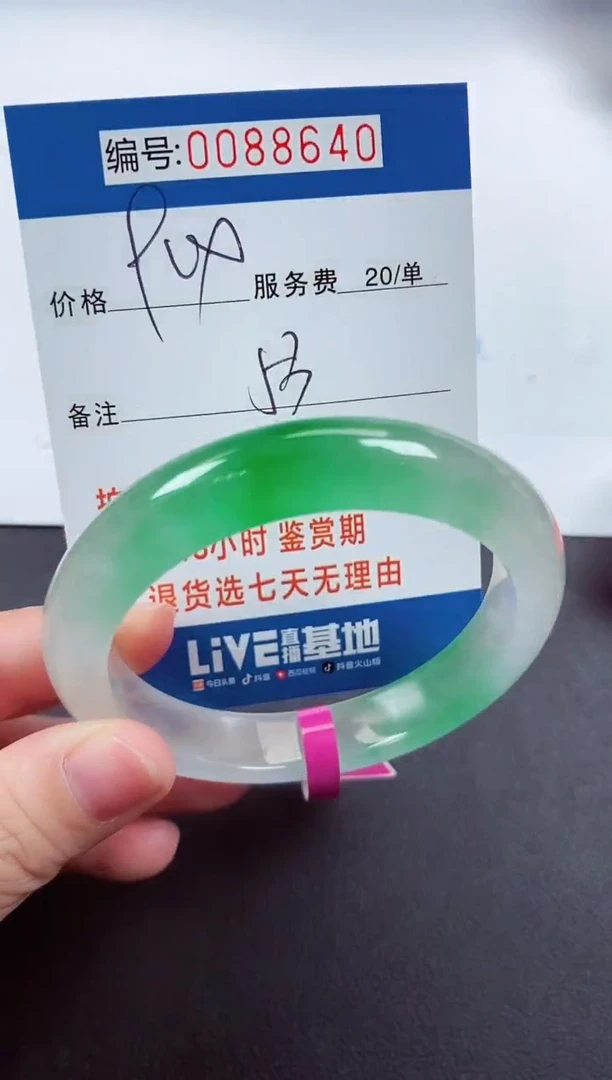 编号:0088640
价格 服务费 20/单
备注
小时 鉴赏期
退货选七天无理由
LiVE直播基地
今日头条 抖音 西瓜视频 抖音火山版